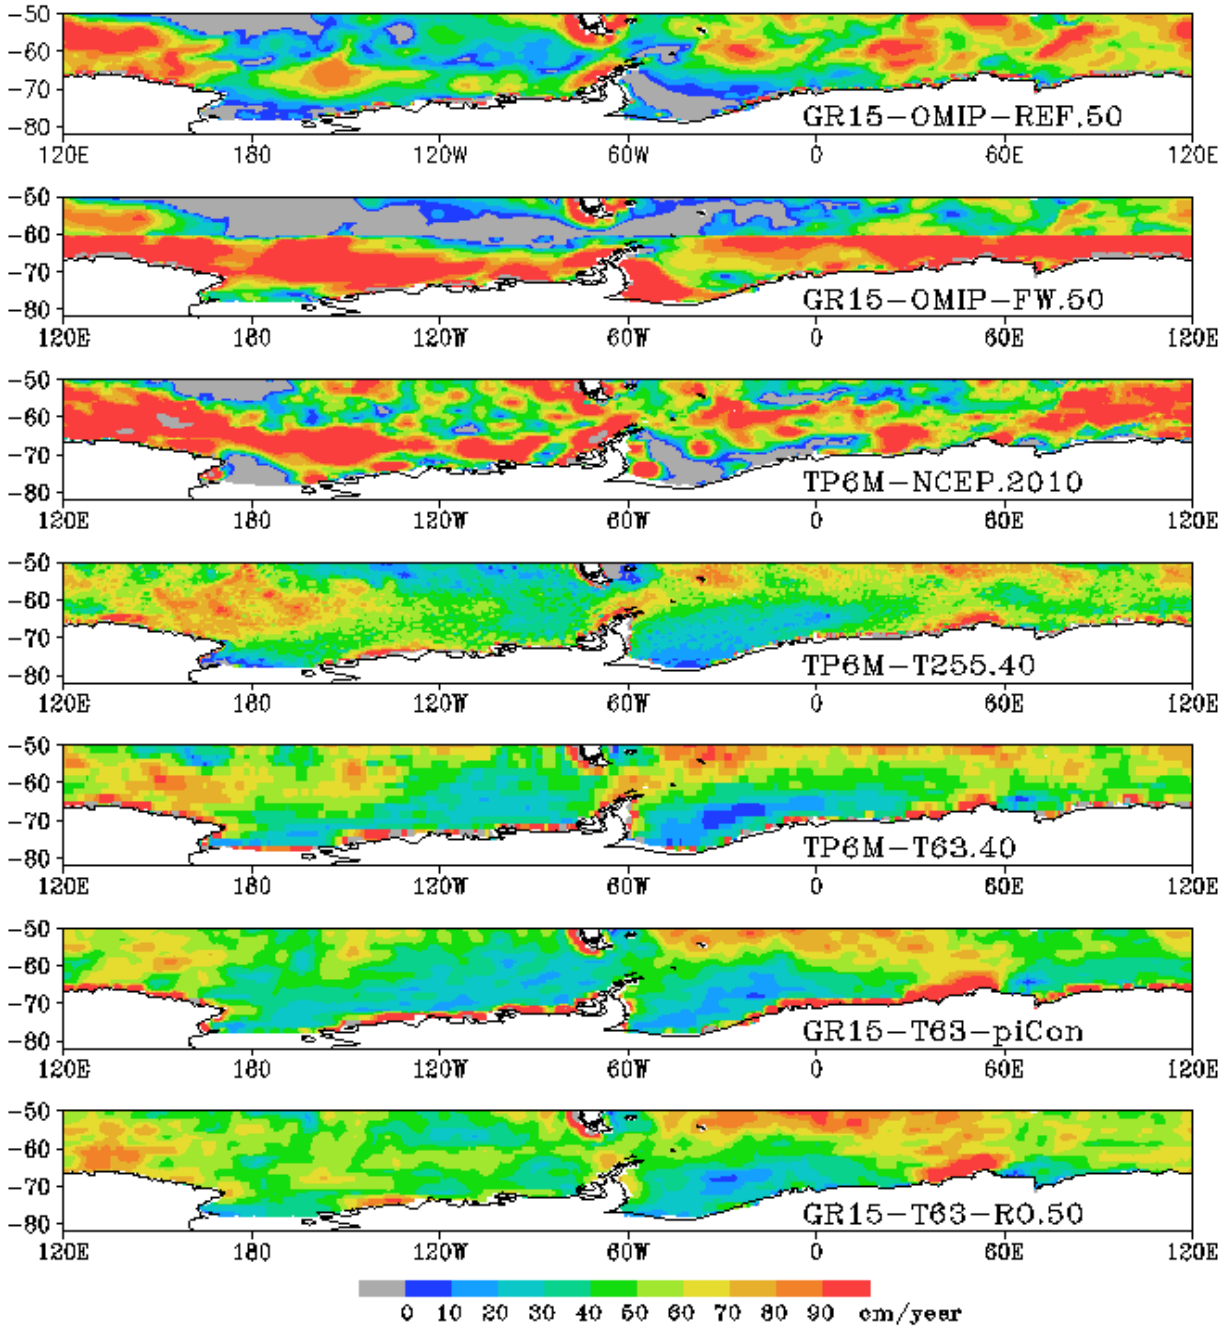 -50
-60
-70
-80
GR15-OMIP-REF.50
120E 180 120W 60W 0 60E 120E
-50
-60
-70
-80
GR15-OMIP-FW.50
120E 180 120W 60W 0 60E 120E
-50
-60
-70
-80
TP6M-NCEP.2010
120E 180 120W 60W 0 60E 120E
-50
-60
-70
-80
TP6M-T255.40
120E 180 120W 60W 0 60E 120E
-50
-60
-70
-80
TP6M-T63.40
120E 180 120W 60W 0 60E 120E
-50
-60
-70
-80
GR15-T63-piCon
120E 180 120W 60W 0 60E 120E
-50
-60
-70
-80
GR15-T63-RO.50
120E 180 120W 60W 0 60E 120E
0 10 20 30 40 50 60 70 80 90 cm/year